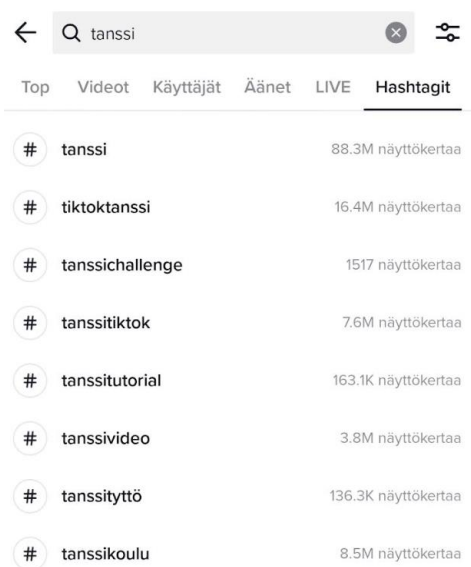 tanssi
Top Videot Käyttäjät Äänet LIVE Hashtagit
# tanssi 88.3M näyttökertaa
# tiktoktanssi 16.4M näyttökertaa
# tanssichallenge 1517 näyttökertaa
# tanssitiktok 7.6M näyttökertaa
# tanssitutorial 163.1K näyttökertaa
# tanssivideo 3.8M näyttökertaa
# tanssityttö 136.3K näyttökertaa
# tanssikoulu 8.5M näyttökertaa